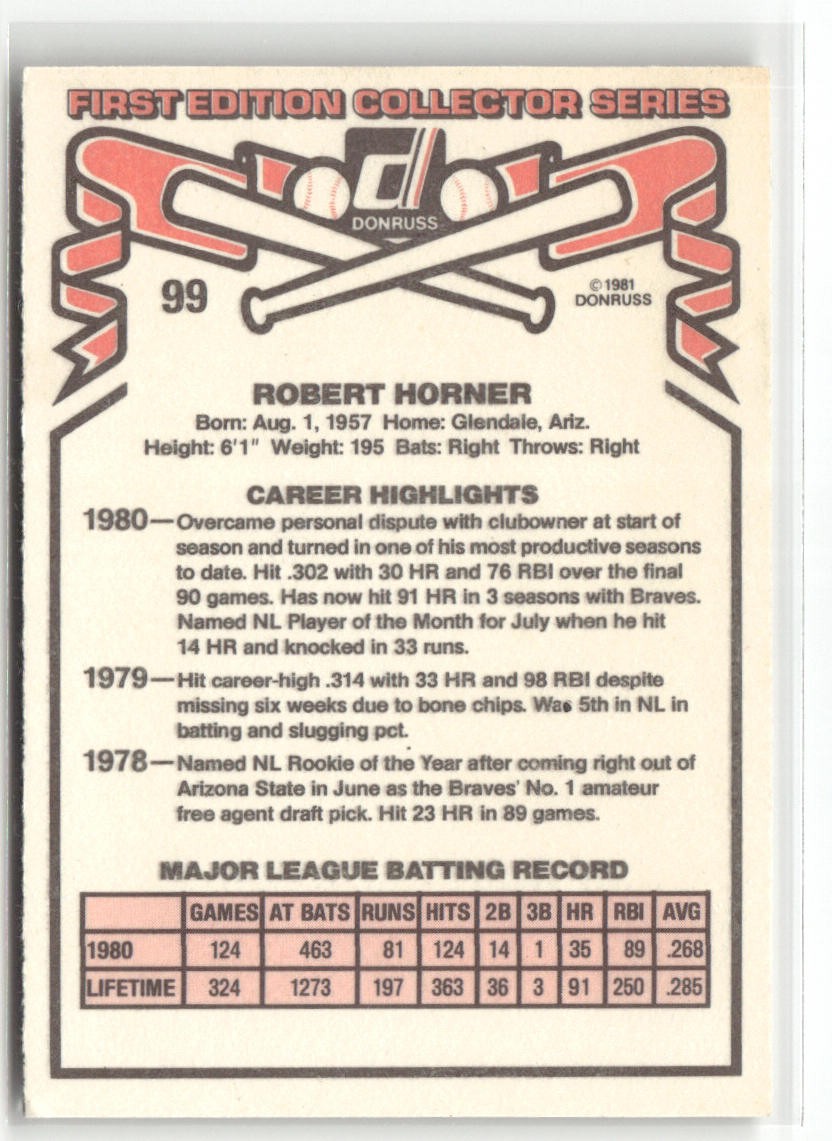 FIRST EDITION COLLECTOR SERIES
d
DONRUSS
99
©1981
DONRUSS
ROBERT HORNER
Born: Aug. 1, 1957 Home: Glendale, Ariz.
Height: 6'1" Weight: 195 Bats: Right Throws: Right
CAREER HIGHLIGHTS
1980—Overcame personal dispute with clubowner at start of
season and turned in one of his most productive seasons
to date. Hit .302 with 30 HR and 76 RBI over the final
90 games. Has now hit 91 HR in 3 seasons with Braves.
Named NL Player of the Month for July when he hit
14 HR and knocked in 33 runs.
1979—Hit career-high .314 with 33 HR and 98 RBI despite
missing six weeks due to bone chips. Was 5th in NL in
batting and slugging pct.
1978—Named NL Rookie of the Year after coming right out of
Arizona State in June as the Braves' No. 1 amateur
free agent draft pick. Hit 23 HR in 89 games.
MAJOR LEAGUE BATTING RECORD
GAMES AT BATS RUNS HITS 2B 3B HR RBI AVG
1980 124 463 81 124 14 1 35 89 .268
LIFETIME 324 1273 197 363 36 3 91 250 .285